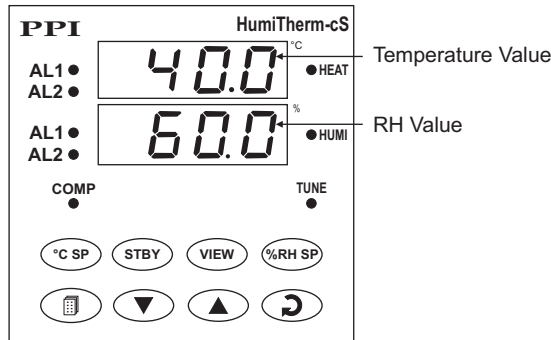 PPI HumiTherm-cS
40.0 °C Temperature Value
AL1 HEAT
AL2
60.0 % RH Value
AL1 HUMI
AL2
COMP TUNE
°C SP STBY VIEW %RH SP